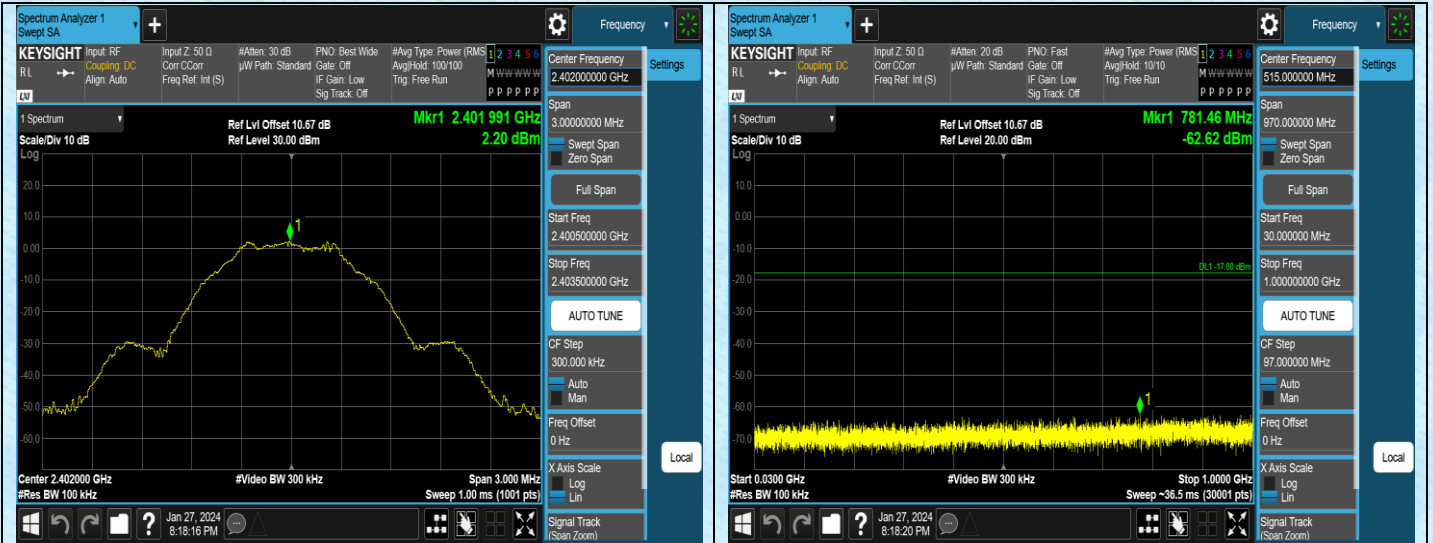 Spectrum Analyzer 1
Swept SA
+
Frequency
KEYSIGHT
RL
LXI
Input: RF
Coupling: DC
Align: Auto
Input Z: 50 Ω
Corr CCorr
Freq Ref: Int (S)
#Atten: 30 dB
µW Path: Standard
PNO: Best Wide
Gate: Off
IF Gain: Low
Sig Track: Off
#Avg Type: Power (RMS
Avg|Hold: 100/100
Trig: Free Run
1 2 3 4 5 6
M W W W W W
P P P P P P
Center Frequency
2.402000000 GHz
Settings
Span
3.00000000 MHz
Swept Span
Zero Span
Full Span
Start Freq
2.400500000 GHz
Stop Freq
2.403500000 GHz
AUTO TUNE
CF Step
300.000 kHz
Auto
Man
Freq Offset
0 Hz
X Axis Scale
Log
Lin
Signal Track
(Span Zoom)
Local
1 Spectrum
Scale/Div 10 dB
Log
Ref Lvl Offset 10.67 dB
Ref Level 30.00 dBm
Mkr1 2.401 991 GHz
2.20 dBm
20.0
10.0
0.00
-10.0
-20.0
-30.0
-40.0
-50.0
-60.0
1
Center 2.402000 GHz
#Res BW 100 kHz
#Video BW 300 kHz
Span 3.000 MHz
Sweep 1.00 ms (1001 pts)
?
Jan 27, 2024
8:18:16 PM
Spectrum Analyzer 1
Swept SA
+
Frequency
KEYSIGHT
RL
LXI
Input: RF
Coupling: DC
Align: Auto
Input Z: 50 Ω
Corr CCorr
Freq Ref: Int (S)
#Atten: 20 dB
µW Path: Standard
PNO: Fast
Gate: Off
IF Gain: Low
Sig Track: Off
#Avg Type: Power (RMS
Avg|Hold: 10/10
Trig: Free Run
1 2 3 4 5 6
M W W W W W
P P P P P P
Center Frequency
515.000000 MHz
Settings
Span
970.000000 MHz
Swept Span
Zero Span
Full Span
Start Freq
30.000000 MHz
Stop Freq
1.000000000 GHz
AUTO TUNE
CF Step
97.000000 MHz
Auto
Man
Freq Offset
0 Hz
X Axis Scale
Log
Lin
Signal Track
(Span Zoom)
Local
1 Spectrum
Scale/Div 10 dB
Log
Ref Lvl Offset 10.67 dB
Ref Level 20.00 dBm
Mkr1 781.46 MHz
-62.62 dBm
10.0
0.00
-10.0
-20.0
-30.0
-40.0
-50.0
-60.0
-70.0
DL1 -17.80 dBm
1
Start 0.0300 GHz
#Res BW 100 kHz
#Video BW 300 kHz
Stop 1.0000 GHz
Sweep ~36.5 ms (30001 pts)
?
Jan 27, 2024
8:18:20 PM